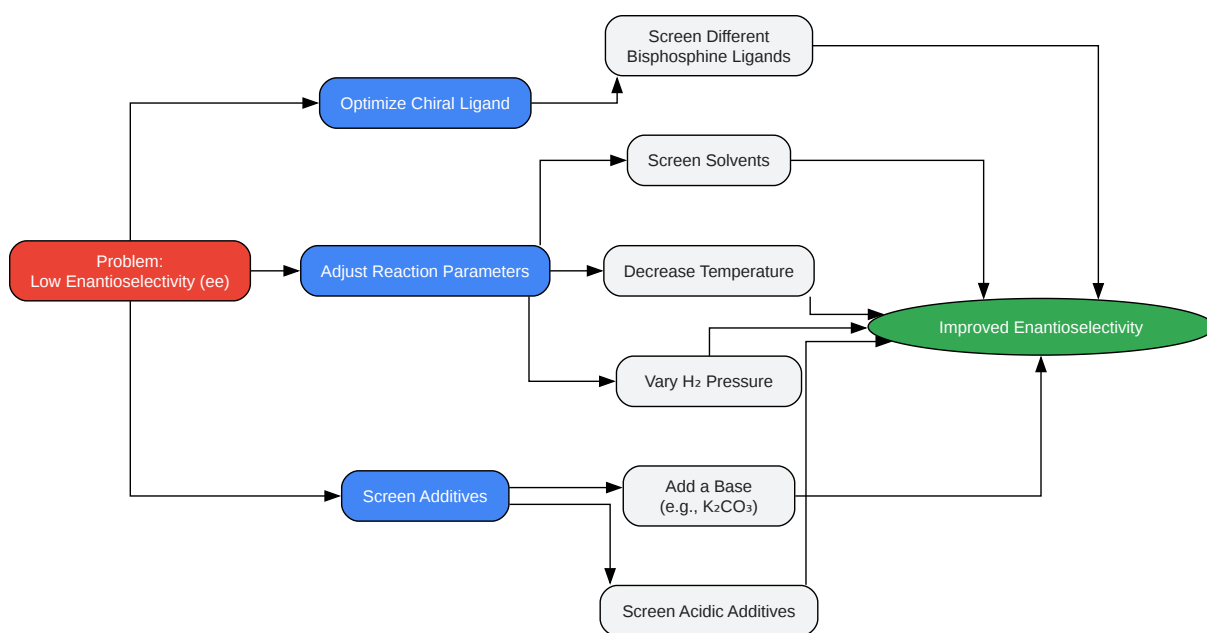 Screen Different
Bisphosphine Ligands
Optimize Chiral Ligand
Screen Solvents
Problem:
Low Enantioselectivity (ee)
Adjust Reaction Parameters
Decrease Temperature
Improved Enantioselectivity
Vary H₂ Pressure
Screen Additives
Add a Base
(e.g., K₂CO₃)
Screen Acidic Additives